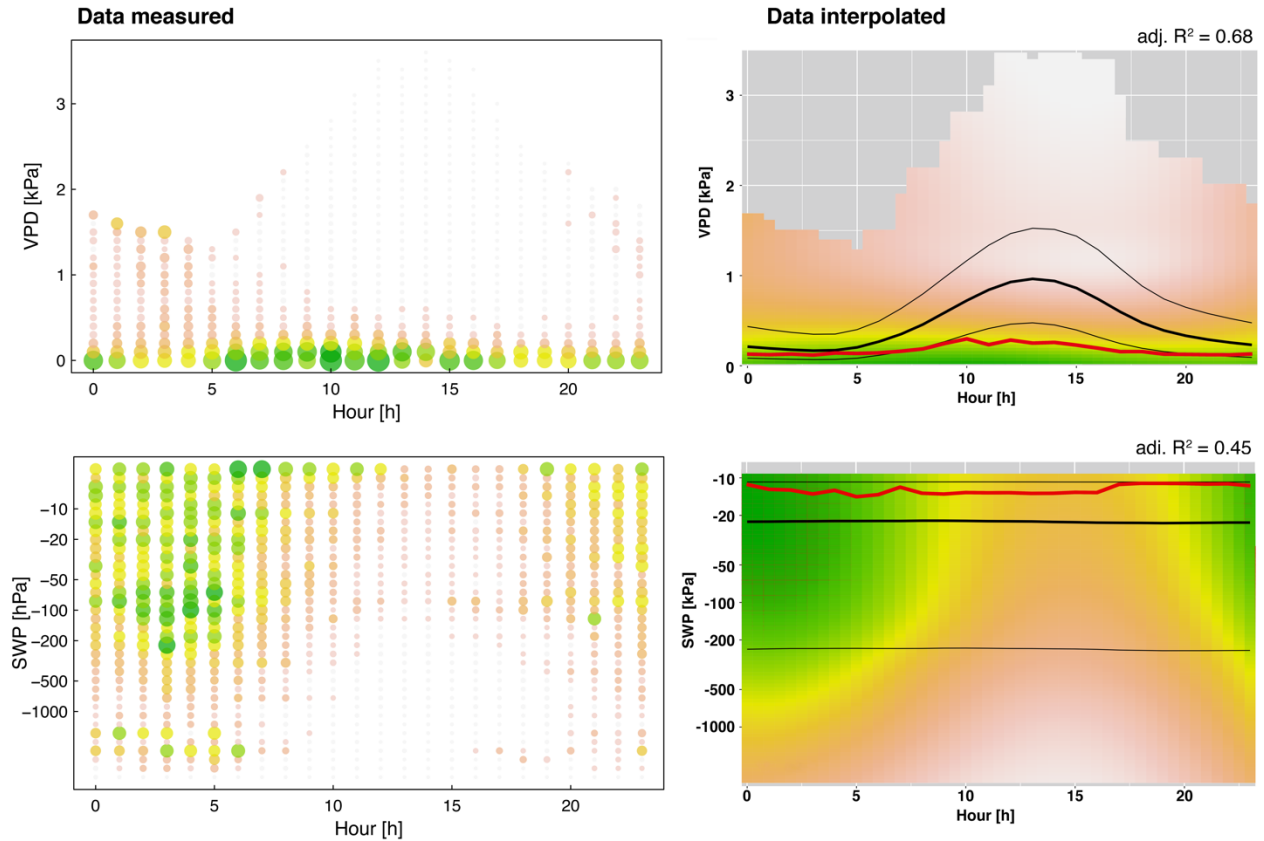 Data measured
Data interpolated
adj. R² = 0.68
VPD [kPa]
3
2
1
0
0 5 10 15 20
Hour [h]
VPD [kPa]
3
2
1
0
0 5 10 15 20
Hour [h]
adj. R² = 0.45
SWP [hPa]
−10
−20
−50
−100
−200
−500
−1000
0 5 10 15 20
Hour [h]
SWP [kPa]
-10
-20
-50
-100
-200
-500
-1000
0 5 10 15 20
Hour [h]